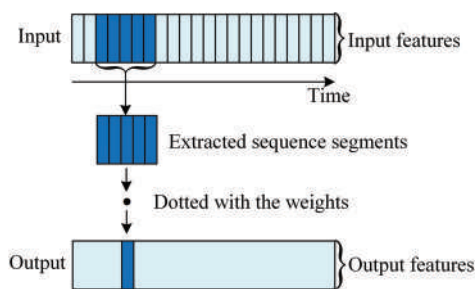 Input
Input features
Time
Extracted sequence segments
Dotted with the weights
Output
Output features